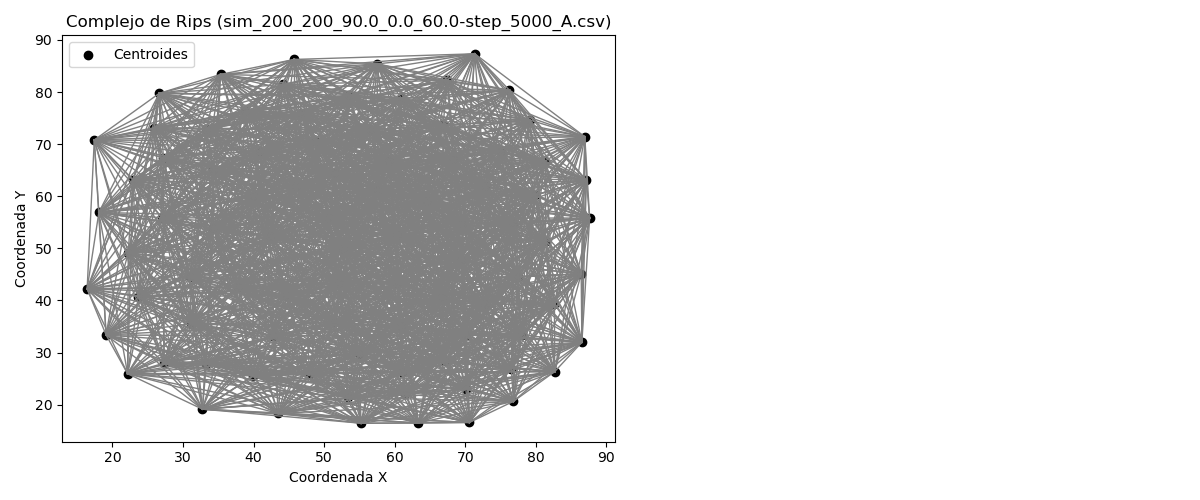 Complejo de Rips (sim_200_200_90.0_0.0_60.0-step_5000_A.csv)
Centroides
90
80
70
60
50
40
30
20
Coordenada Y
20 30 40 50 60 70 80 90
Coordenada X